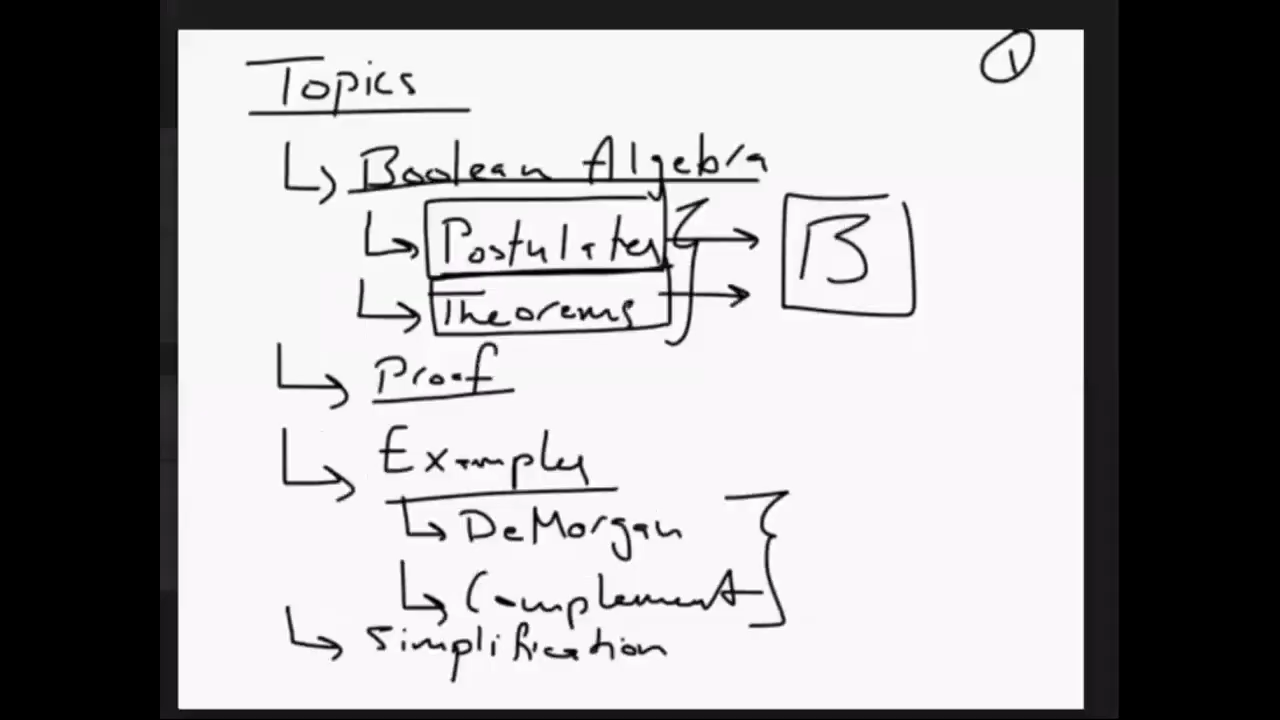 1
Topics
Boolean Algebra
Postulates
B
Theorems
Proof
Examples
DeMorgan
Complement
Simplification